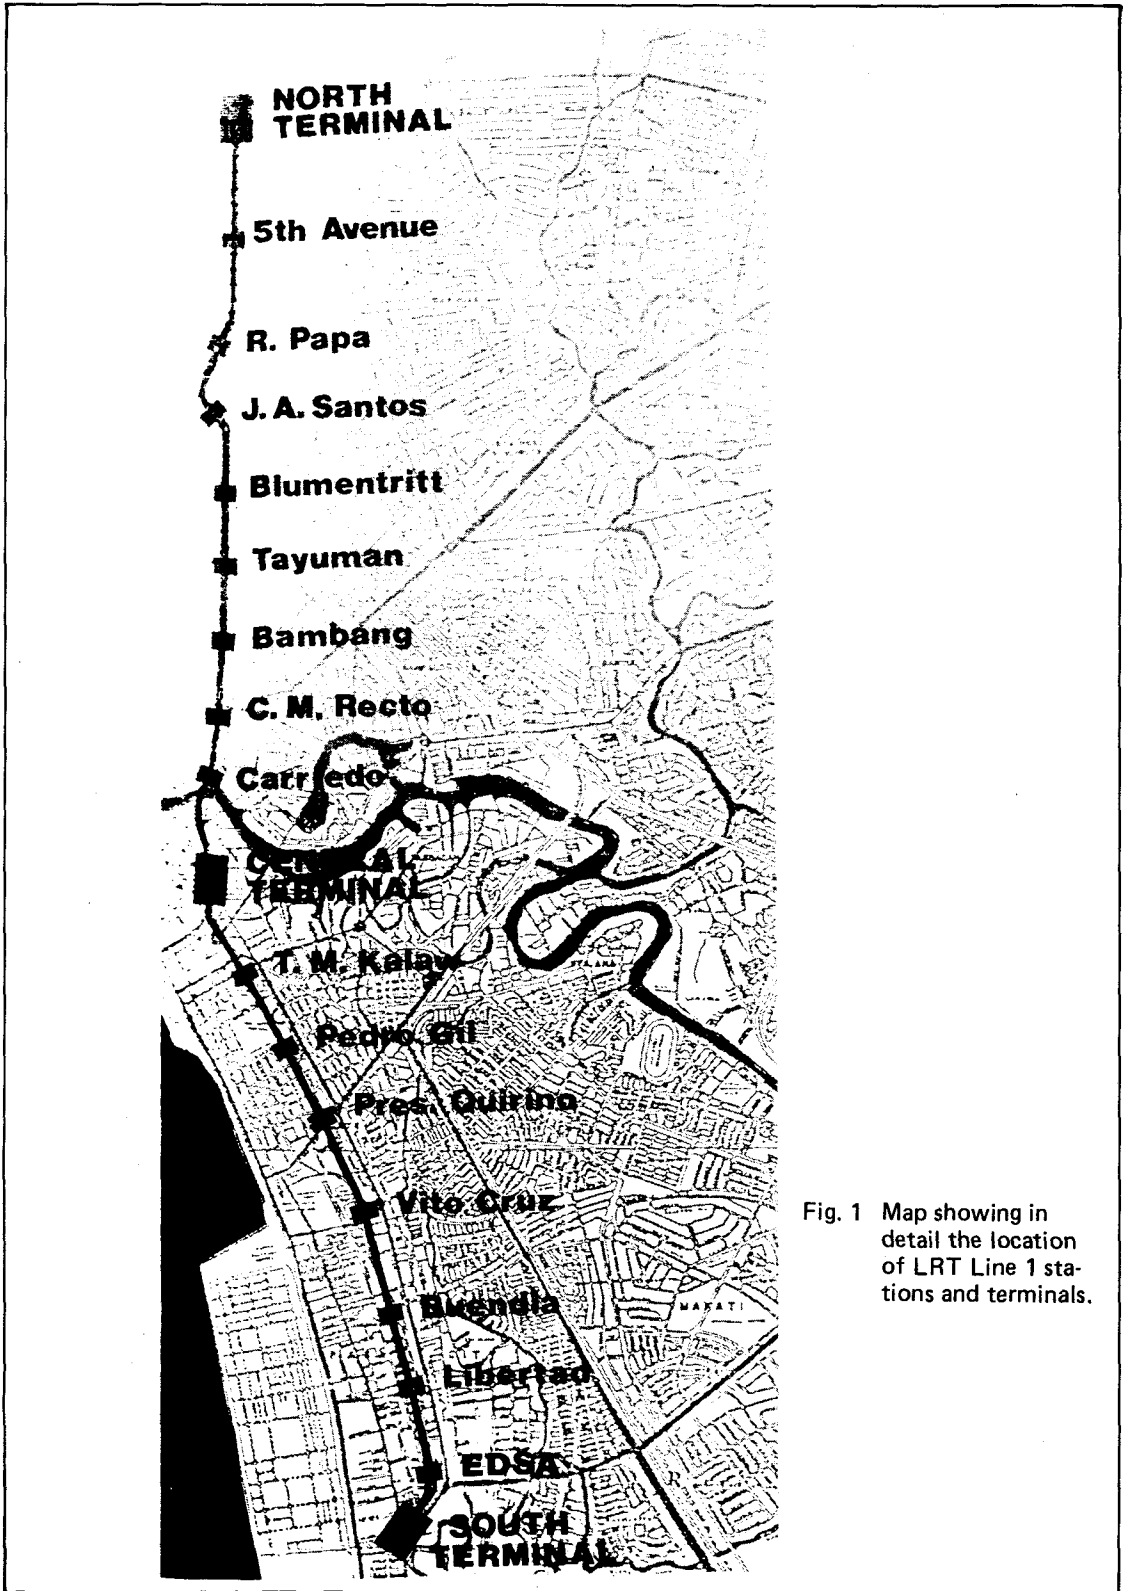 NORTH
TERMINAL
5th Avenue
R. Papa
J. A. Santos
Blumentritt
Tayuman
Bambang
C. M. Recto
Carriedo
CENTRAL
TERMINAL
T. M. Kalaw
Pedro Gil
Pres. Quirino
Vito Cruz
Buendia
MAKATI
Libertad
EDSA
SOUTH
TERMINAL
Fig. 1 Map showing in
detail the location
of LRT Line 1 sta-
tions and terminals.